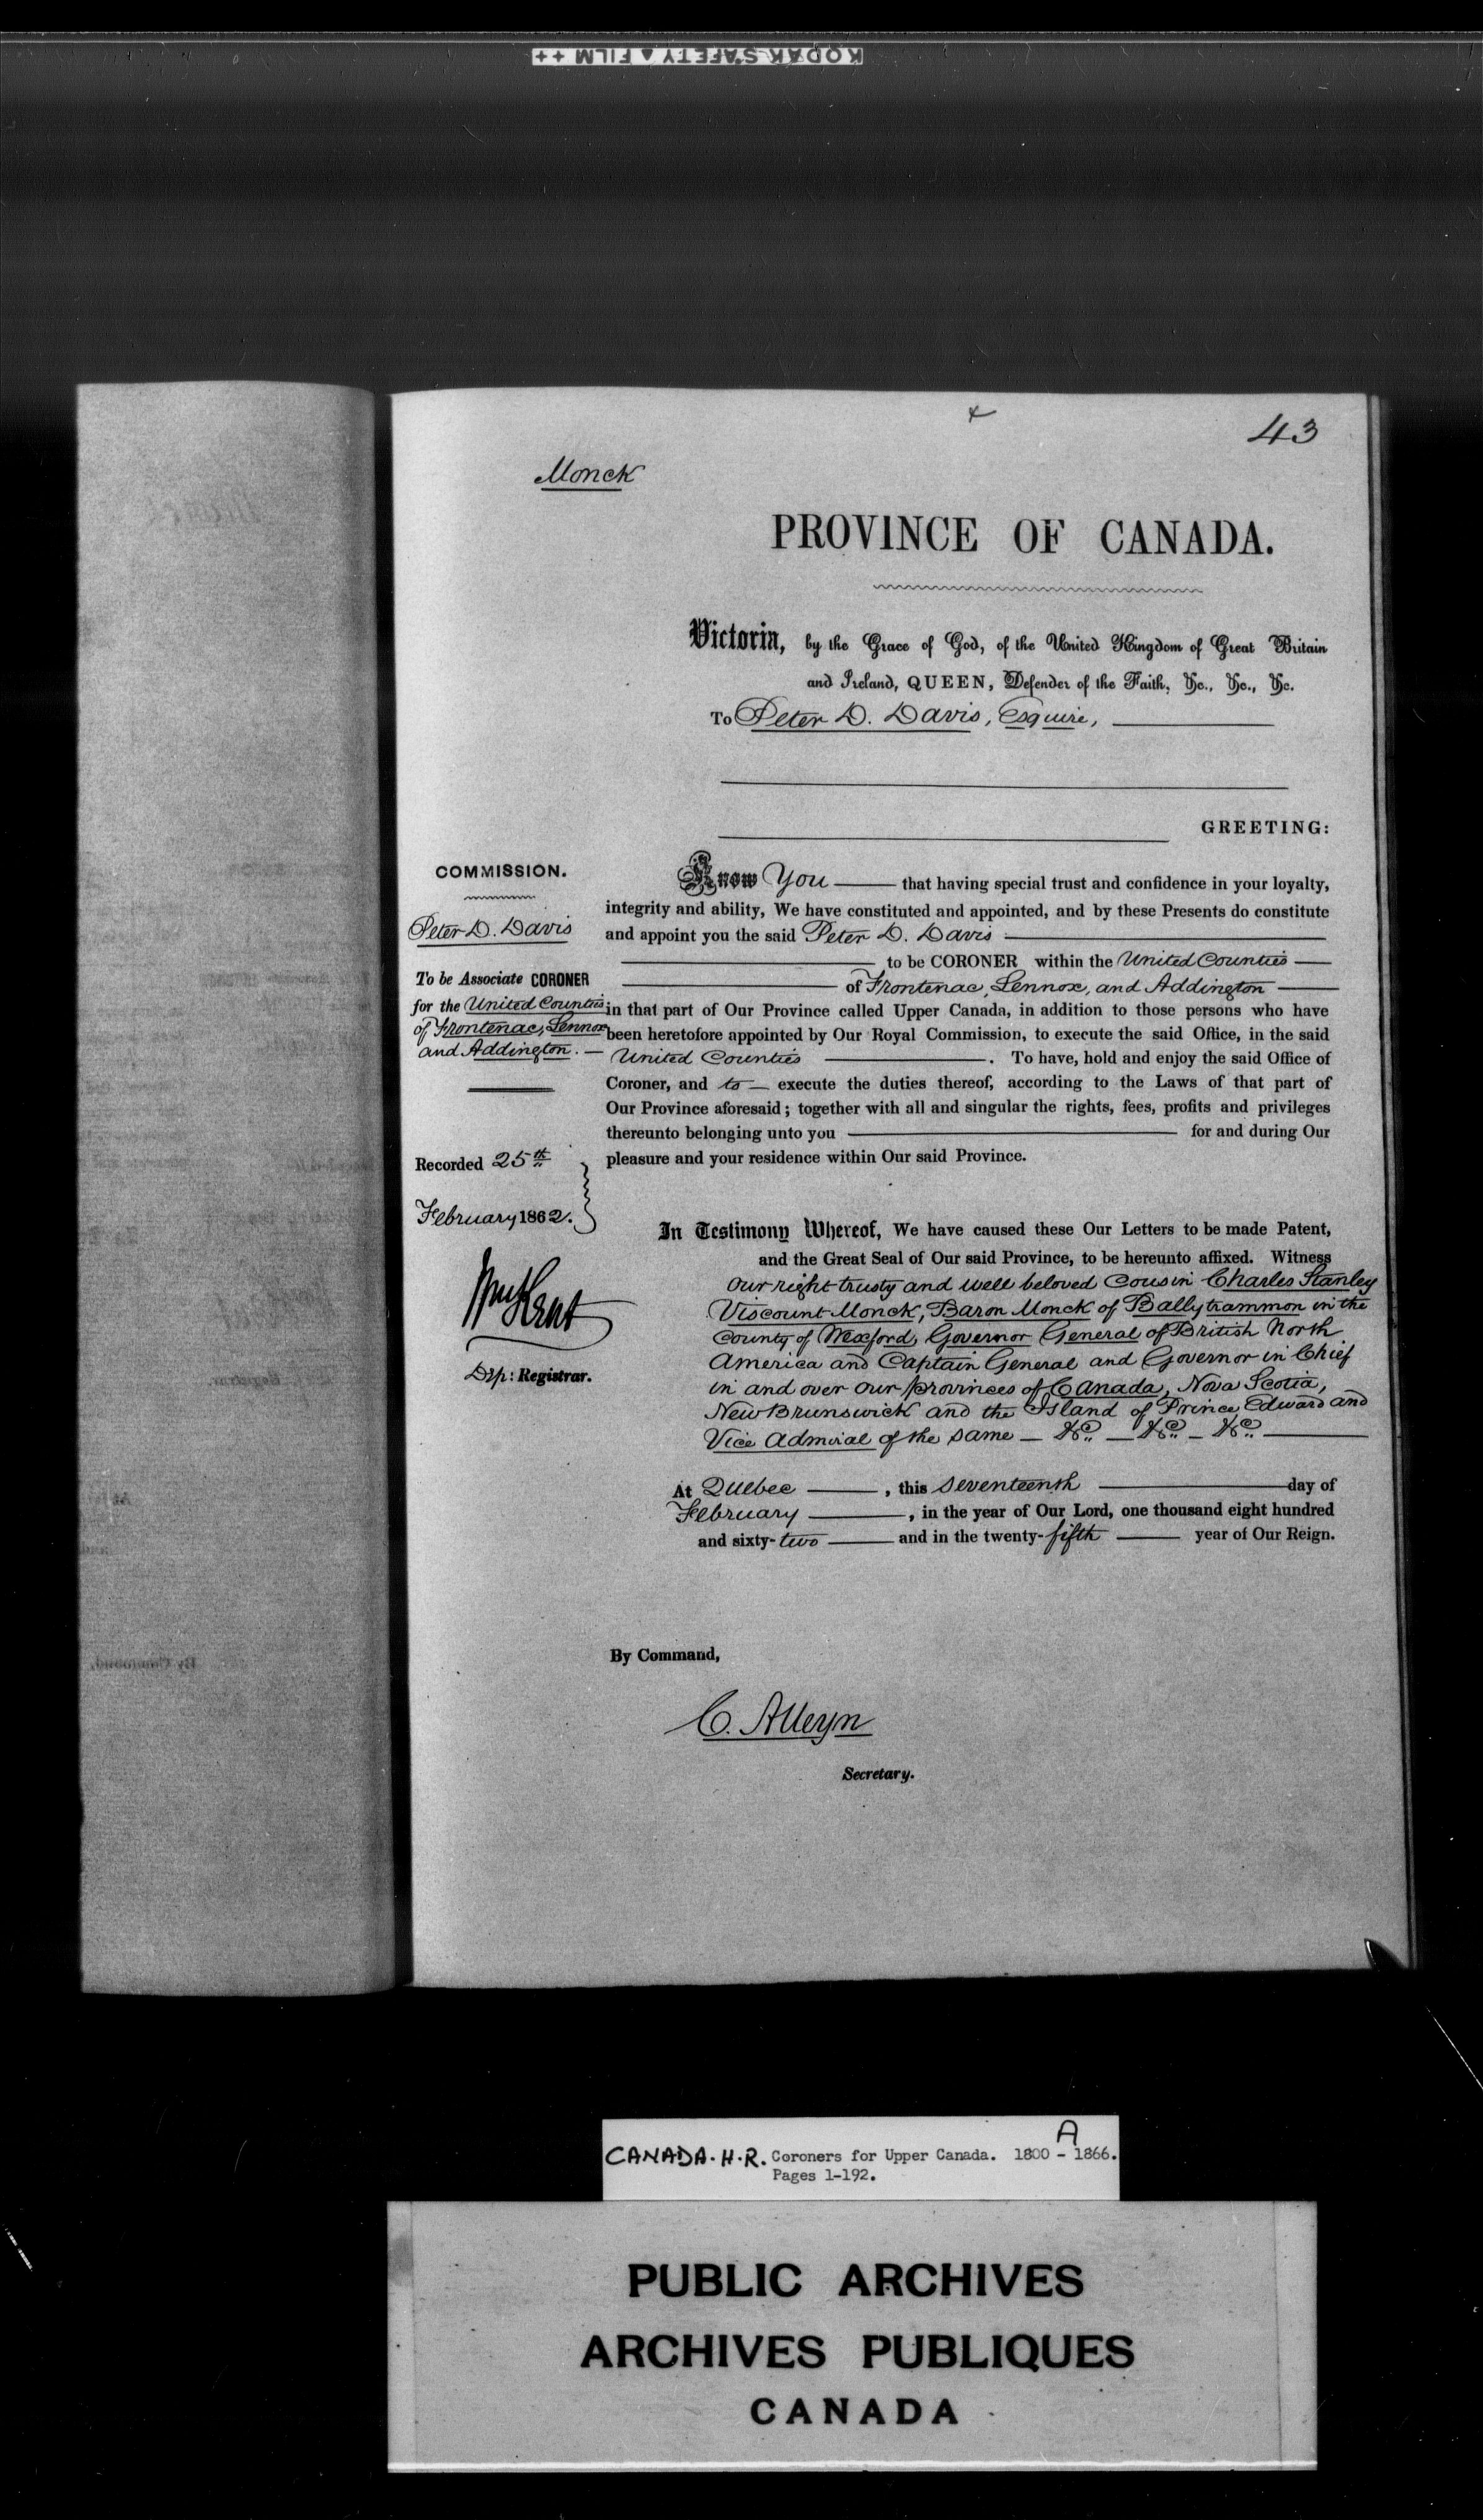 KODAK SAFETY ▲ FILM ++
43
Monck
PROVINCE OF CANADA.
Victoria, by the Grace of God, of the United Kingdom of Great Britain
and Ireland, QUEEN, Defender of the Faith, &c., &c., &c.
To Peter D. Davis, Esquire,
GREETING:
COMMISSION.
Peter D. Davis
To be Associate CORONER
for the United Counties
of Frontenac, Lennox
and Addington. —
Recorded 25th
February 1862.
Wm Kent
Dep: Registrar.
Know You — that having special trust and confidence in your loyalty,
integrity and ability, We have constituted and appointed, and by these Presents do constitute
and appoint you the said Peter D. Davis
to be CORONER within the United Counties —
of Frontenac, Lennox, and Addington —
in that part of Our Province called Upper Canada, in addition to those persons who have
been heretofore appointed by Our Royal Commission, to execute the said Office, in the said
United Counties — . To have, hold and enjoy the said Office of
Coroner, and to — execute the duties thereof, according to the Laws of that part of
Our Province aforesaid; together with all and singular the rights, fees, profits and privileges
thereunto belonging unto you — for and during Our
pleasure and your residence within Our said Province.
In Testimony Whereof, We have caused these Our Letters to be made Patent,
and the Great Seal of Our said Province, to be hereunto affixed. Witness
Our right trusty and well beloved Cousin Charles Stanley
Viscount Monck, Baron Monck of Ballytrammon in the
County of Wexford, Governor General of British North
America and Captain General and Governor in Chief
in and over our provinces of Canada, Nova Scotia,
New Brunswick and the Island of Prince Edward and
Vice Admiral of the same — &c — &c — &c —
At Quebec — , this seventeenth — day of
February — , in the year of Our Lord, one thousand eight hundred
and sixty-two — and in the twenty-fifth — year of Our Reign.
By Command,
C. Alleyn
Secretary.
A
CANADA. H.R. Coroners for Upper Canada. 1800 - 1866.
Pages 1-192.
PUBLIC ARCHIVES
ARCHIVES PUBLIQUES
CANADA